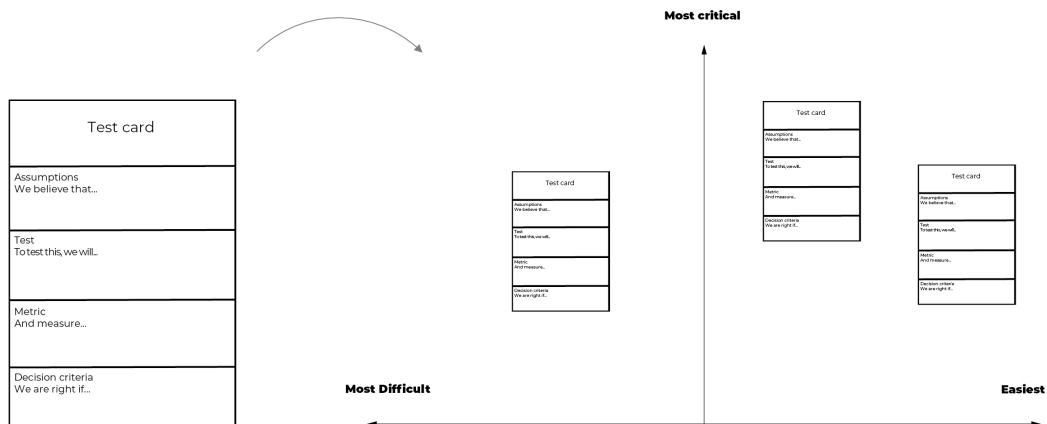 Most critical
Test card
Assumptions
We believe that...
Test
To test this, we will...
Metric
And measure...
Decision criteria
We are right if...
Test card
Assumptions
We believe that...
Test
To test this, we will...
Metric
And measure...
Decision criteria
We are right if...
Test card
Assumptions
We believe that...
Test
To test this, we will...
Metric
And measure...
Decision criteria
We are right if...
Test card
Assumptions
We believe that...
Test
To test this, we will...
Metric
And measure...
Decision criteria
We are right if...
Most Difficult
Easiest